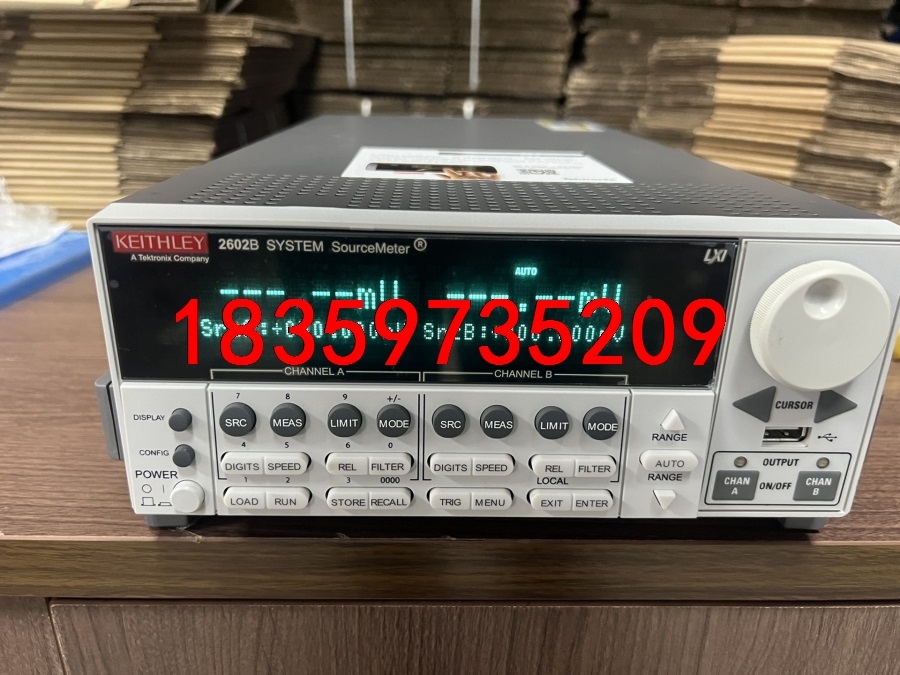 KEITHLEY
A Tektronix Company
2602B SYSTEM SourceMeter®
LXI
AUTO
---.--mV ---.--mV
18359735209
CHANNEL A CHANNEL B
DISPLAY
CONFIG
POWER
7 8 9 +/-
SRC MEAS LIMIT MODE SRC MEAS LIMIT MODE
4 5 6 0
DIGITS SPEED REL FILTER DIGITS SPEED REL FILTER
1 2 3 0000 LOCAL
LOAD RUN STORE RECALL TRIG MENU EXIT ENTER
RANGE
AUTO
RANGE
CURSOR
OUTPUT
CHAN A ON/OFF CHAN B